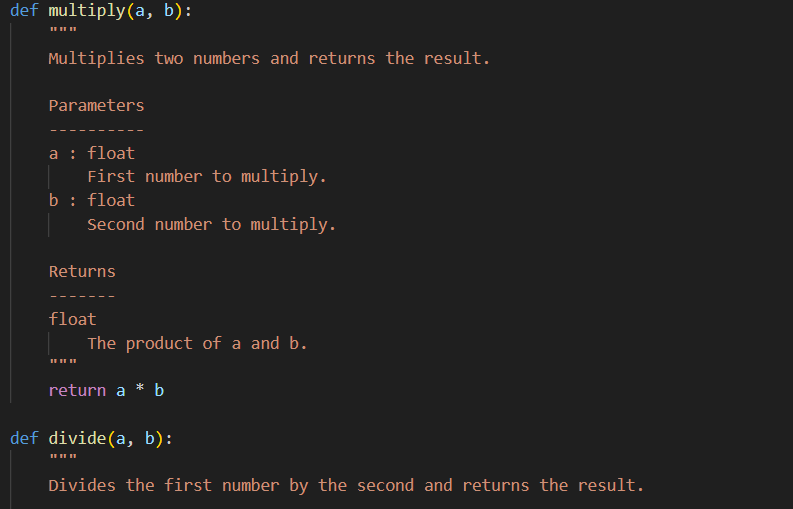 def multiply(a, b):
"""
Multiplies two numbers and returns the result.
Parameters
----------
a : float
First number to multiply.
b : float
Second number to multiply.
Returns
-------
float
The product of a and b.
"""
return a * b
def divide(a, b):
"""
Divides the first number by the second and returns the result.